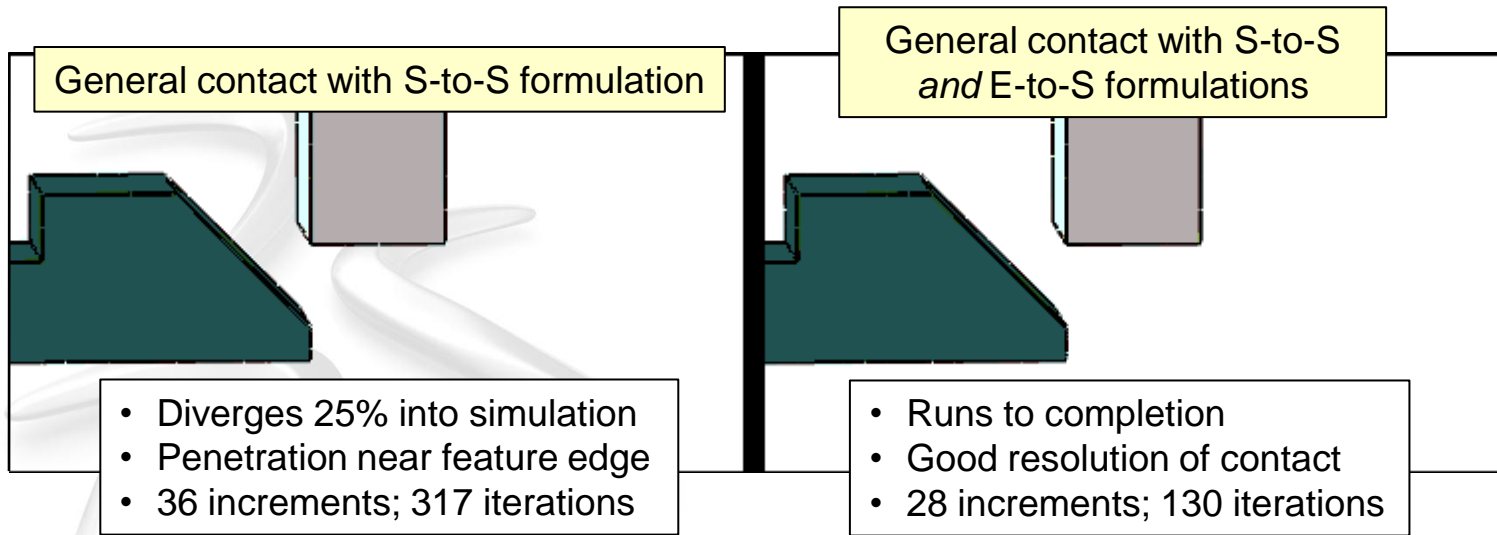 General contact with S-to-S formulation
• Diverges 25% into simulation
• Penetration near feature edge
• 36 increments; 317 iterations
General contact with S-to-S
and E-to-S formulations
• Runs to completion
• Good resolution of contact
• 28 increments; 130 iterations